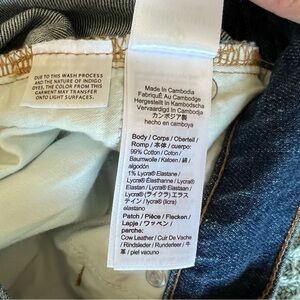 DUE TO THIS WASH PROCESS
AND THE NATURE OF INDIGO
DYES, THE COLOR FROM THIS
GARMENT MAY TRANSFER
ONTO LIGHT SURFACES.
Made In Cambodia
FabriquÉ Au Cambodge
Hergestellt In Kambodscha
Vervaardigd In Cambodja
カンボジア製
hecho en camboya
Body / Corps / Oberteil /
Romp / 本体 / cuerpo:
99% Cotton / Coton /
Baumwolle / Katoen / 綿 /
algodón
1% Lycra® Elastane /
Lycra® Élasthanne / Lycra®
Elastan / Lycra® Elastan /
Lycra®(ライクラ) エラス
テイン / lycra® (licra)
elastano
Patch / Pièce / Flecken /
Lapje / ワッペン /
parche:
Cow Leather / Cuir De Vache
/ Rindsleder / Runderleer / 牛
革 / piel vacuno